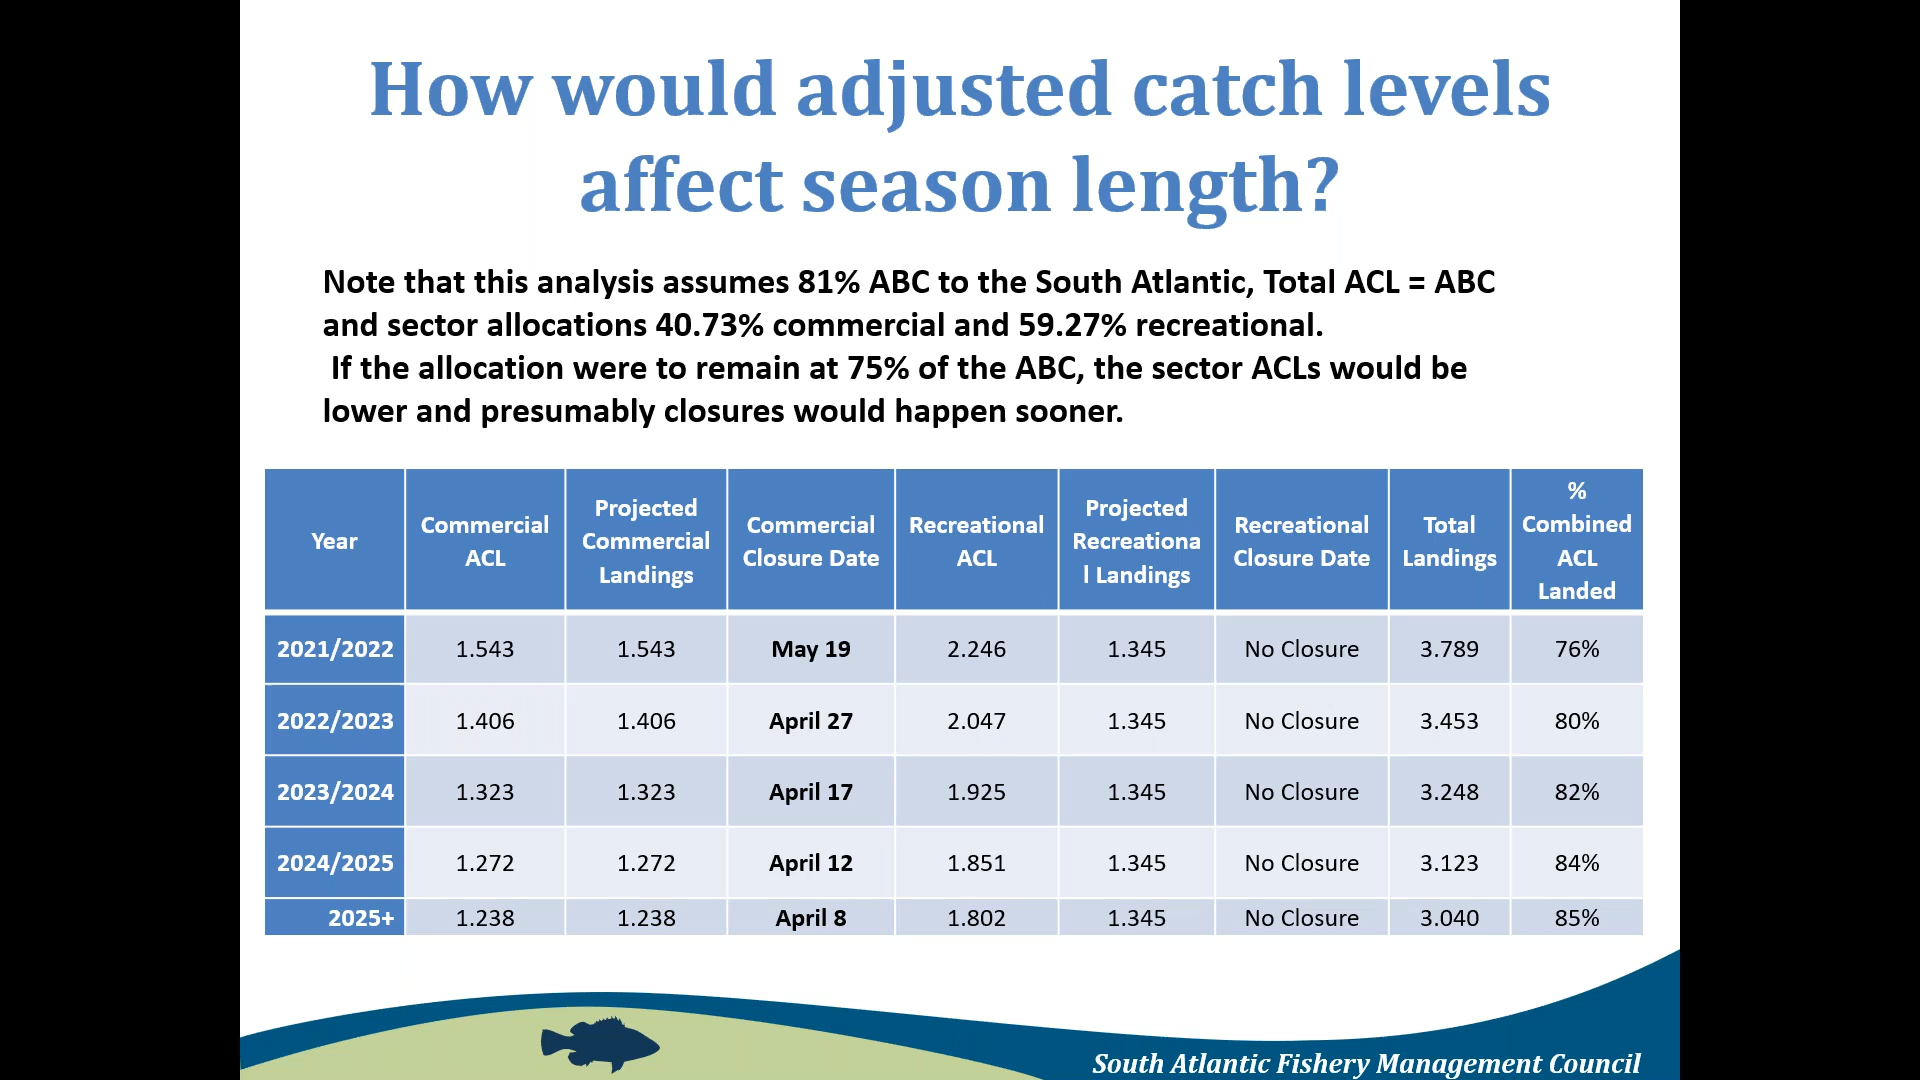 How would adjusted catch levels
affect season length?
Note that this analysis assumes 81% ABC to the South Atlantic, Total ACL = ABC
and sector allocations 40.73% commercial and 59.27% recreational.
If the allocation were to remain at 75% of the ABC, the sector ACLs would be
lower and presumably closures would happen sooner.
Year Commercial ACL Projected Commercial Landings Commercial Closure Date Recreational ACL Projected Recreationa l Landings Recreational Closure Date Total Landings % Combined ACL Landed
2021/2022 1.543 1.543 May 19 2.246 1.345 No Closure 3.789 76%
2022/2023 1.406 1.406 April 27 2.047 1.345 No Closure 3.453 80%
2023/2024 1.323 1.323 April 17 1.925 1.345 No Closure 3.248 82%
2024/2025 1.272 1.272 April 12 1.851 1.345 No Closure 3.123 84%
2025+ 1.238 1.238 April 8 1.802 1.345 No Closure 3.040 85%
South Atlantic Fishery Management Council